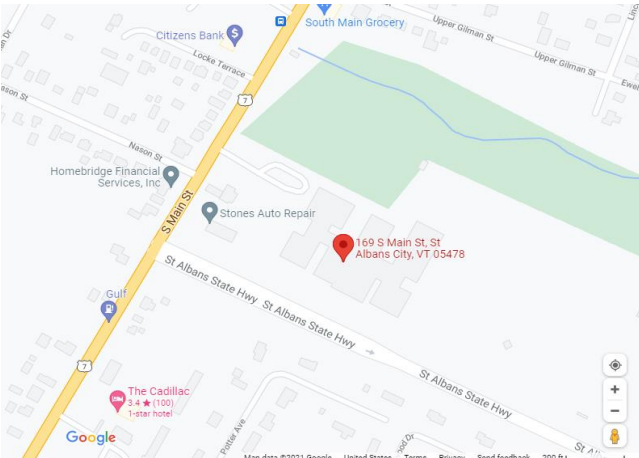 South Main Grocery
Upper Gilman St
Upper Gilman St
Citizens Bank
$
Locke Terrace
7
Nason St
Homebridge Financial
Services, Inc
S Main St
Stones Auto Repair
169 S Main St, St
Albans City, VT 05478
St Albans State Hwy
St Albans State Hwy
Gulf
St Albans State Hwy
7
The Cadillac
3.4 ★ (100)
1-star hotel
Potter Ave
Google
+
−
Map data ©2021 Google
United States
Terms
Privacy
Send feedback
200 ft